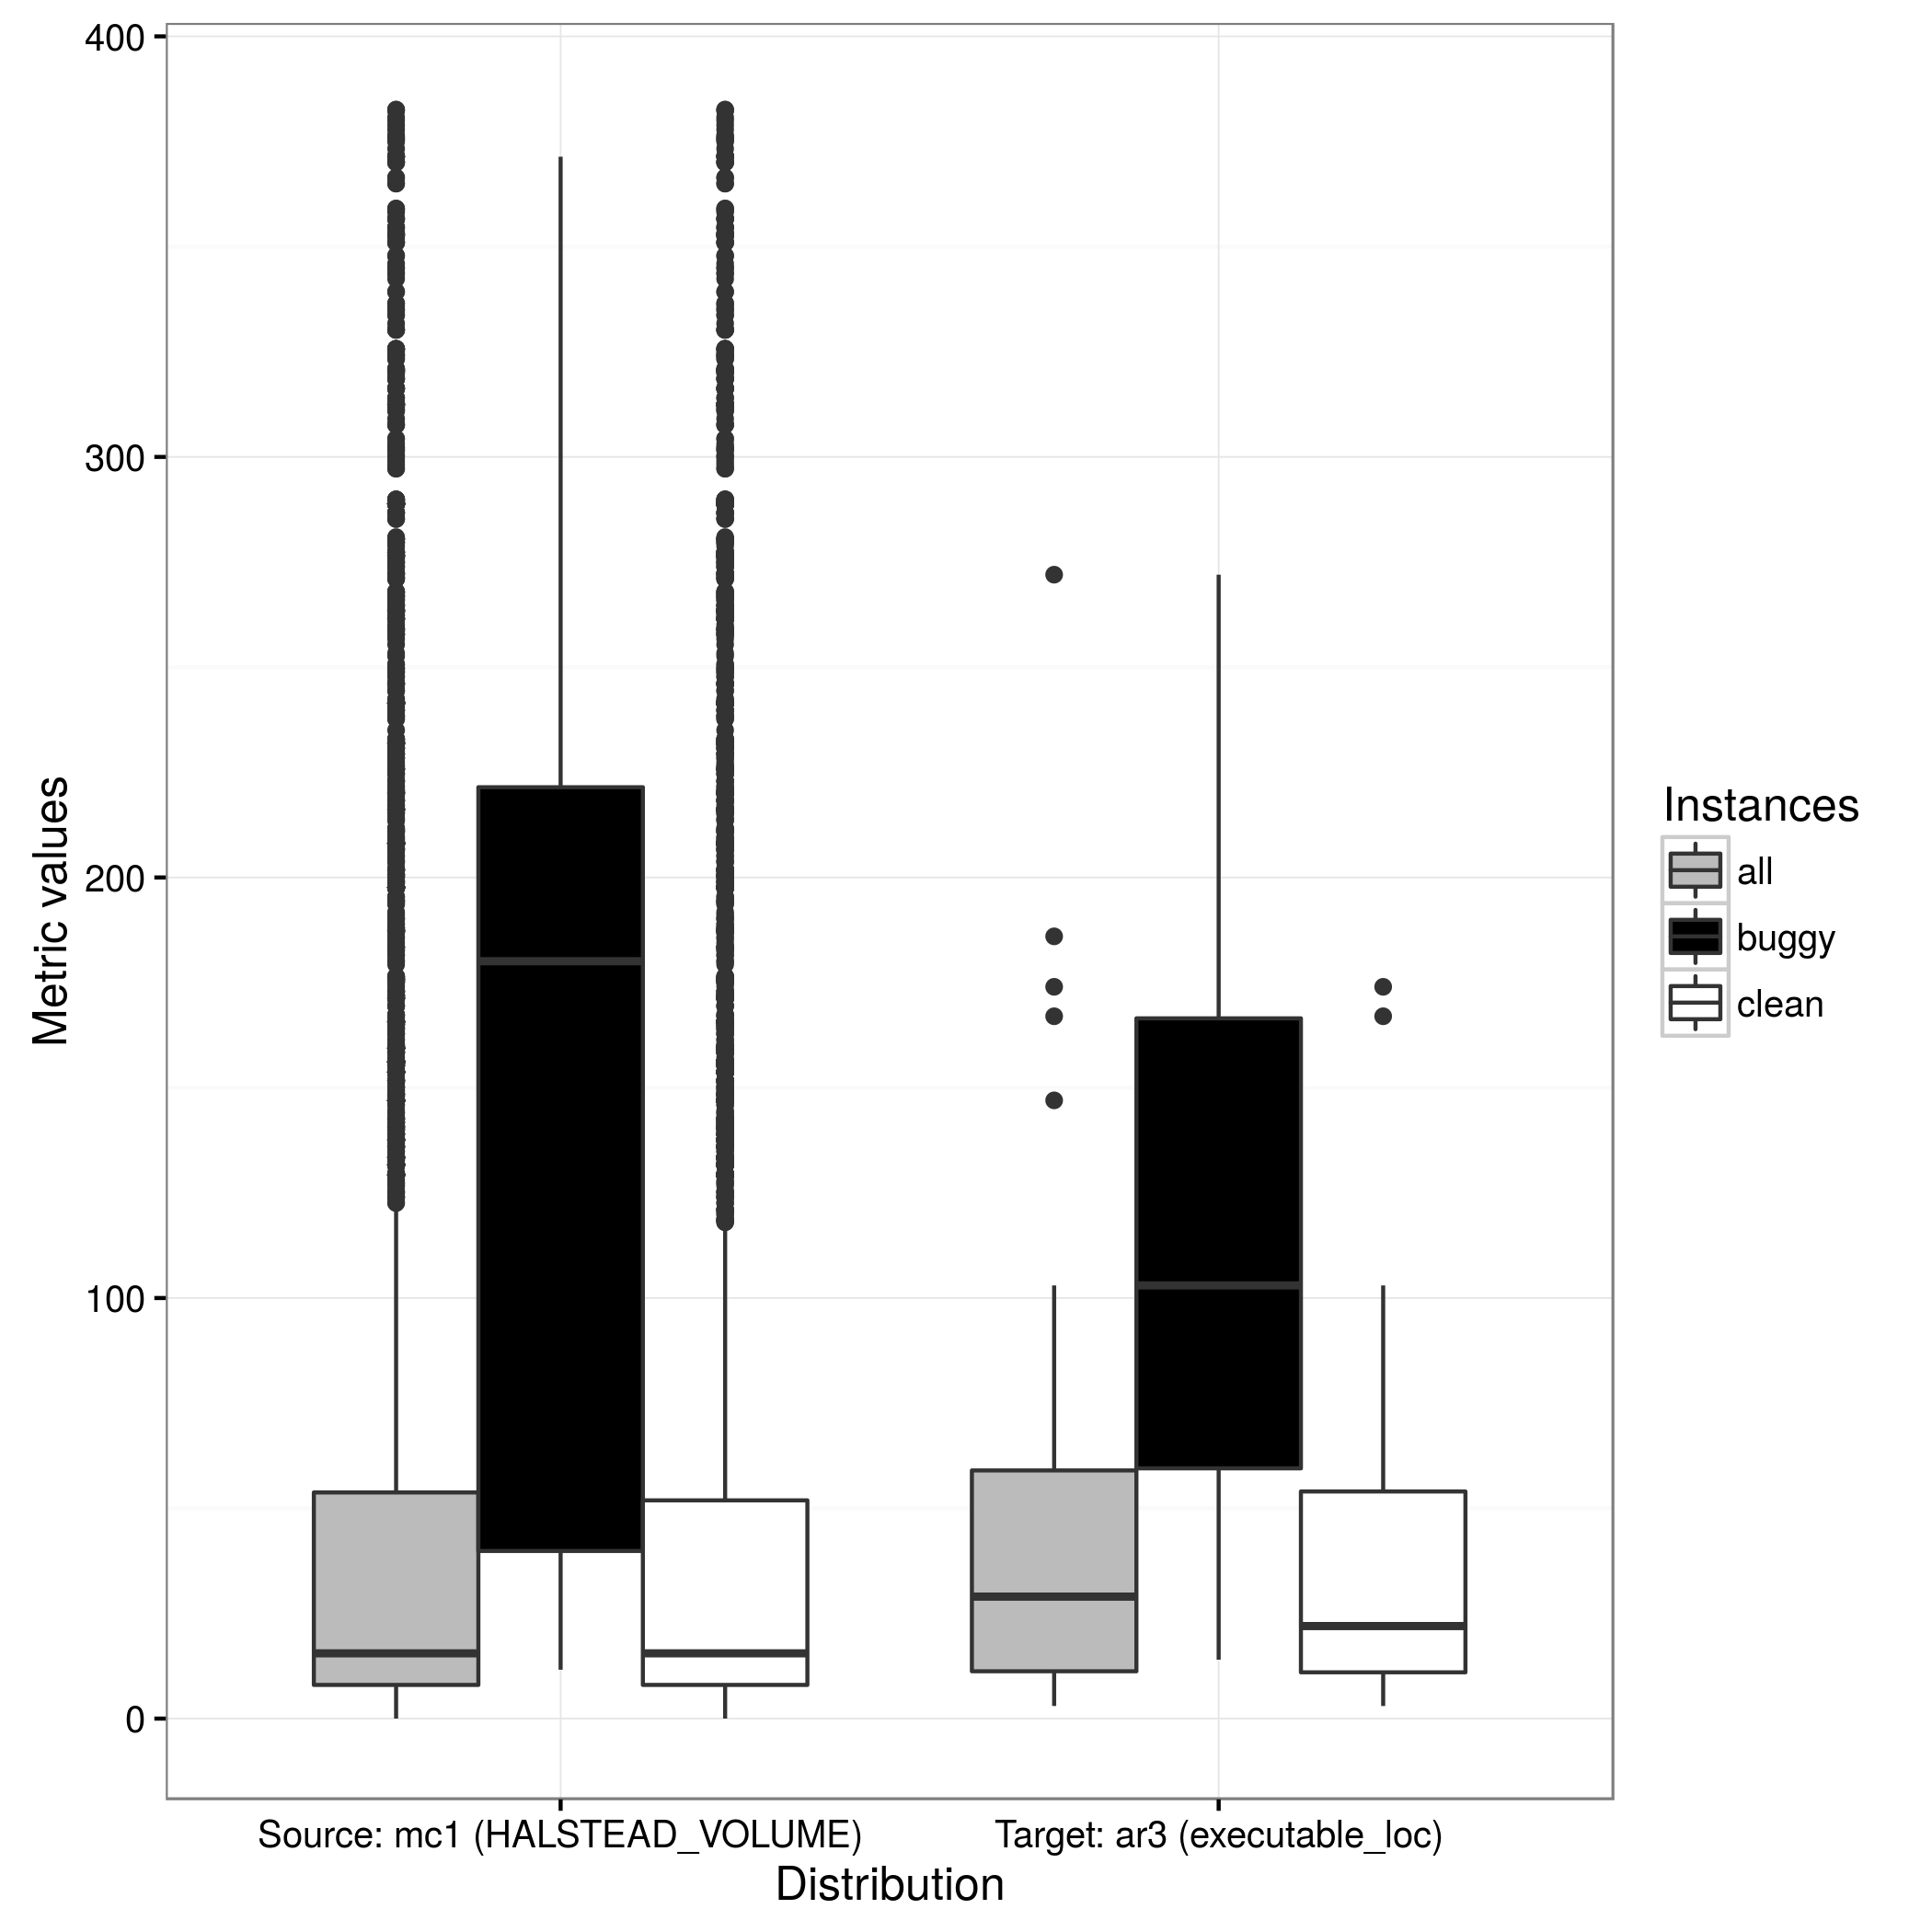 400
300
200
100
0
Metric values
Source: mc1 (HALSTEAD_VOLUME)
Target: ar3 (executable_loc)
Distribution
Instances
all
buggy
clean